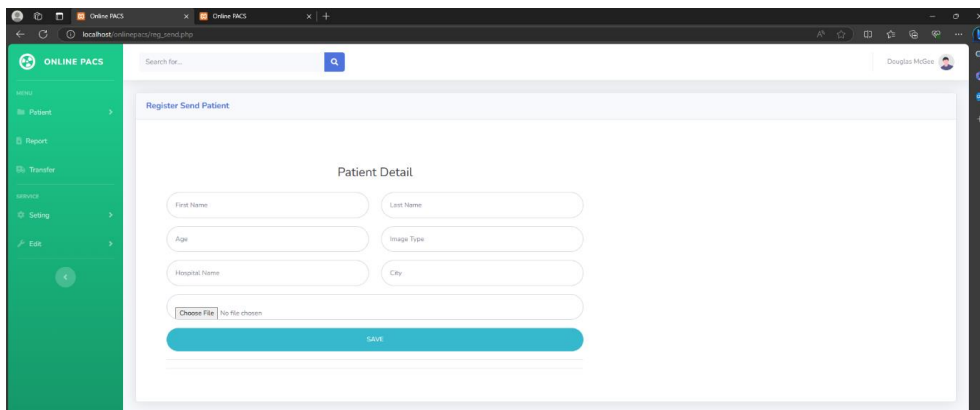 Online PACS
Online PACS
localhost/onlinepacs/reg_send.php
ONLINE PACS
Search for...
Douglas McGee
MENU
Patient
Report
Transfer
SERVICE
Seting
Edit
Register Send Patient
Patient Detail
First Name
Last Name
Age
Image Type
Hospital Name
City
Choose File No file chosen
SAVE